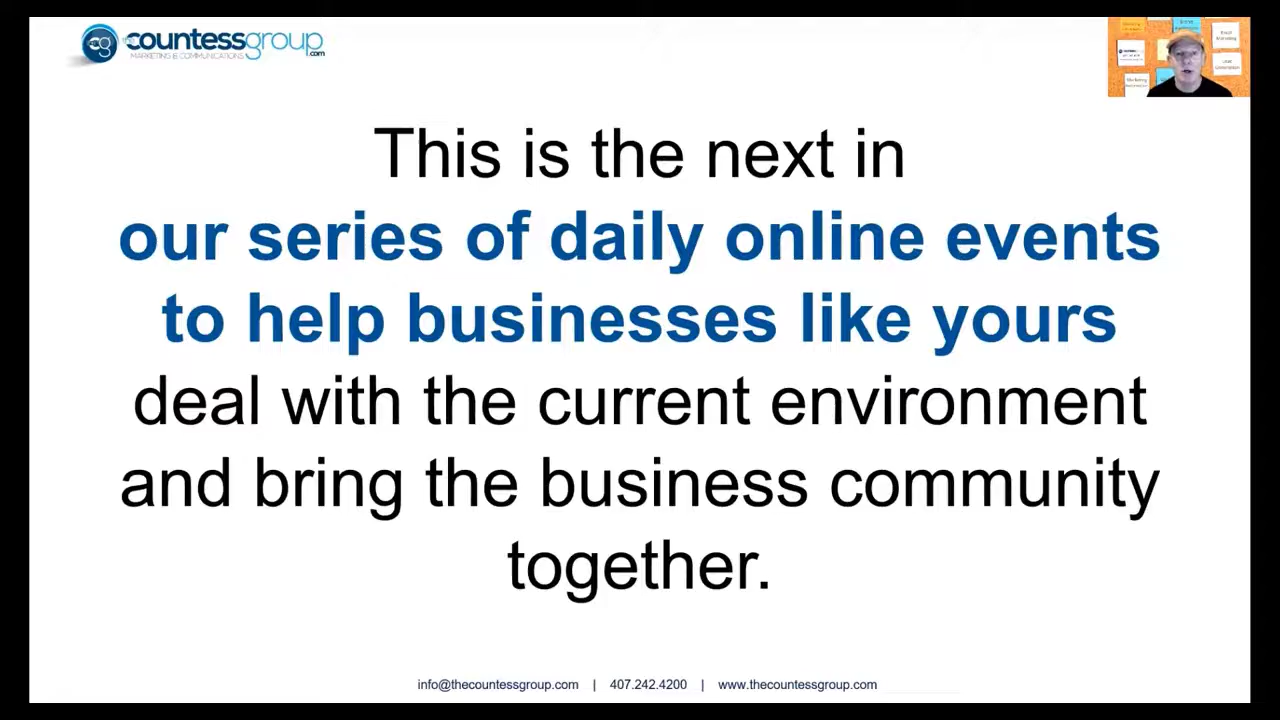 countessgroup
.com
MARKETING & COMMUNICATIONS
This is the next in
our series of daily online events
to help businesses like yours
deal with the current environment
and bring the business community
together.
info@thecountessgroup.com | 407.242.4200 | www.thecountessgroup.com